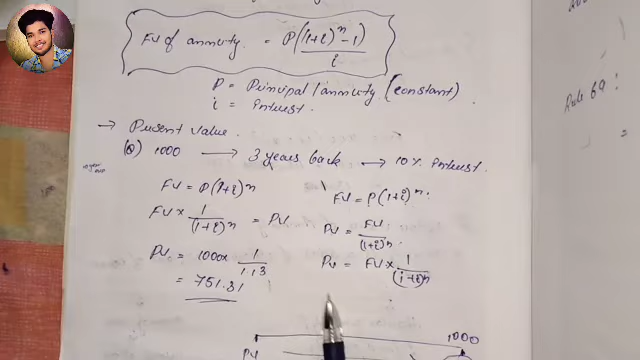 FV of annuity = P((1+i)^n - 1) / i
P = Principal/annuity (constant).
i = interest.
→ Present value.
(Q) 1000 → 3 years back → 10% interest.
FV = P(1+i)^n
FV × 1/(1+i)^n = PV
PV = 1000x 1/1.1^3
= 751.31
FV = P(1+i)^n.
PV = FV/(1+i)^n.
PV = FV x 1/(1+i)^n
1000
PV
Rule 69:
=